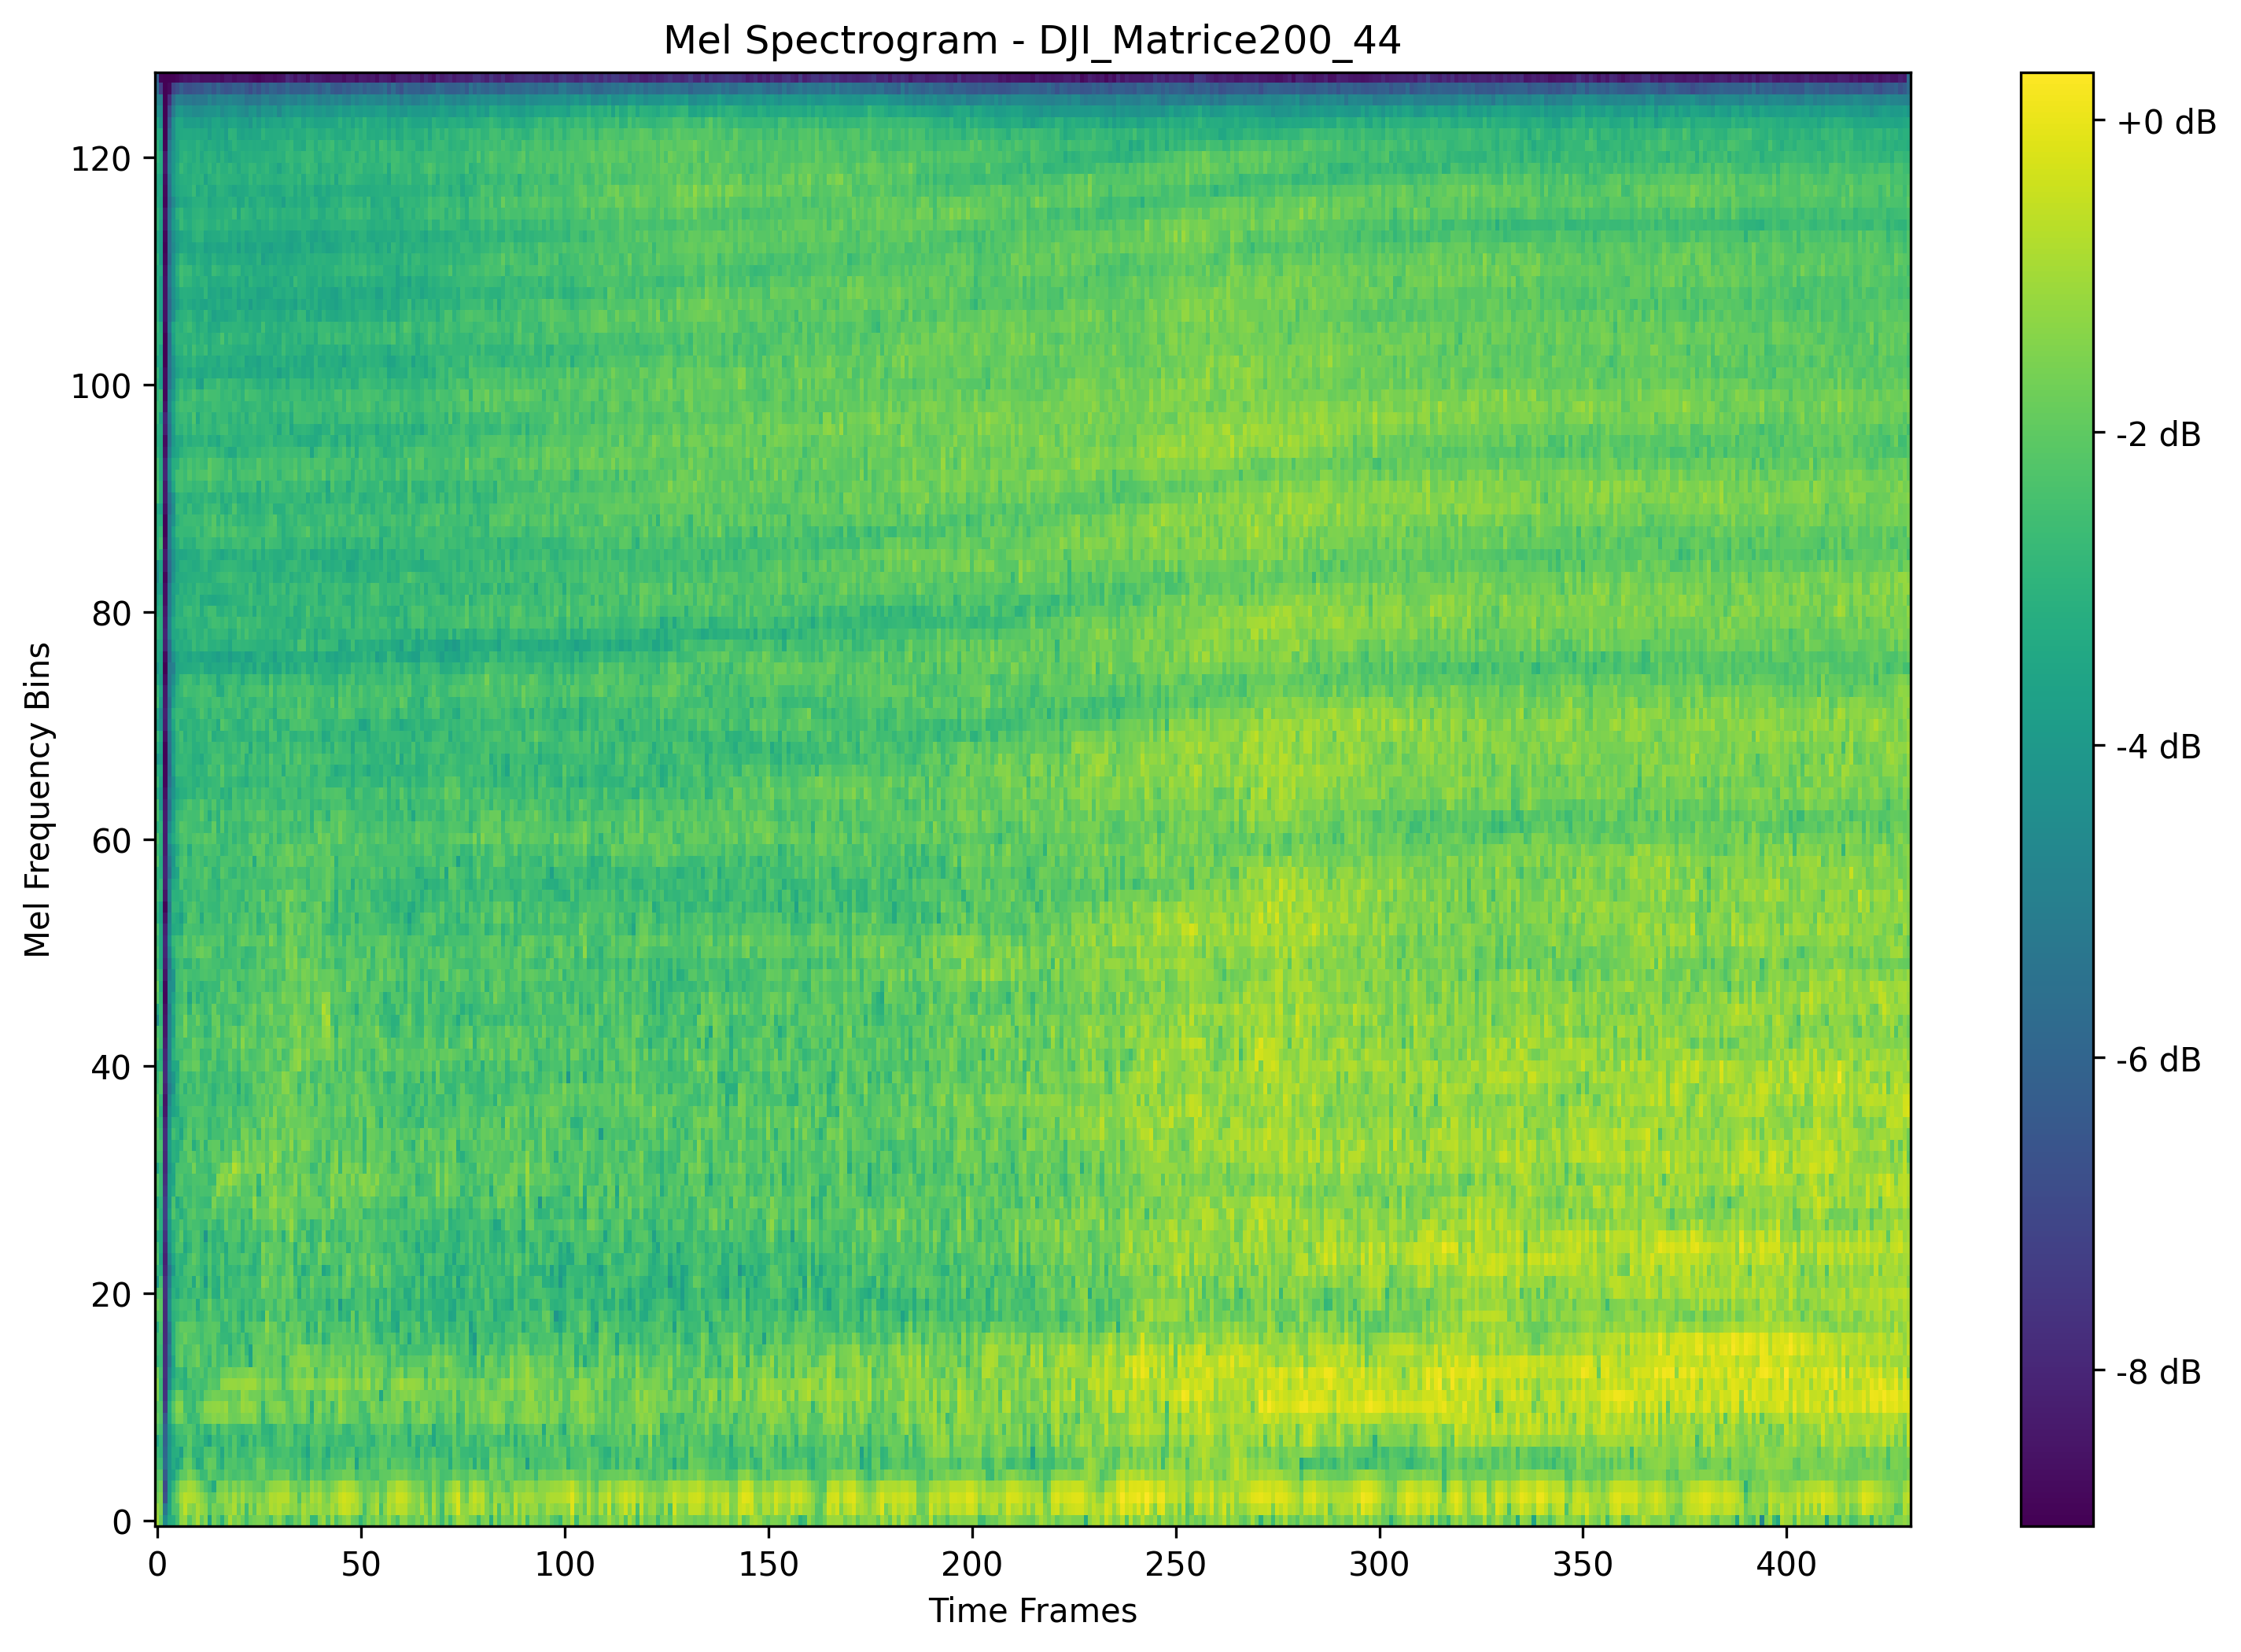 Mel Spectrogram - DJI_Matrice200_44
Mel Frequency Bins
120
100
80
60
40
20
0
0 50 100 150 200 250 300 350 400
Time Frames
+0 dB
-2 dB
-4 dB
-6 dB
-8 dB